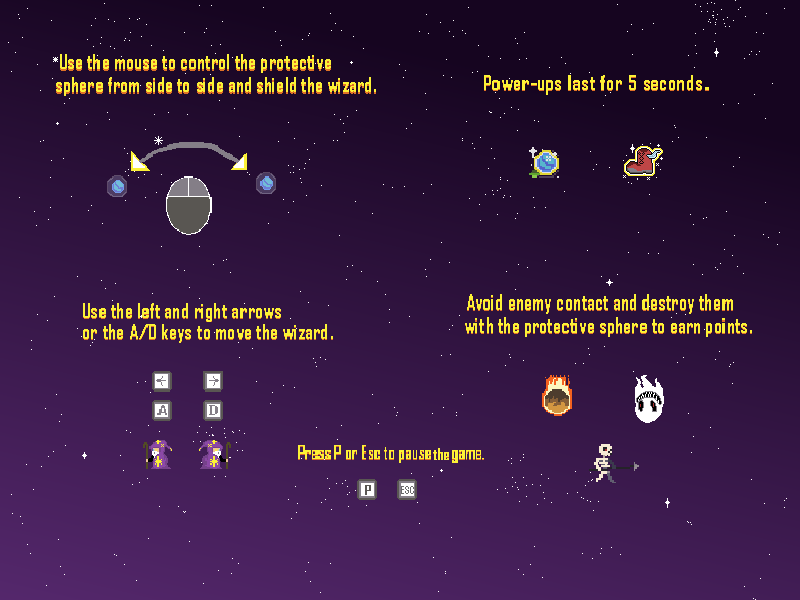 Use the mouse to control the protective
sphere from side to side and shield the wizard.
Power-ups last for 5 seconds.
Use the left and right arrows
or the A/D keys to move the wizard.
A
D
Avoid enemy contact and destroy them
with the protective sphere to earn points.
Press P or Esc to pause the game.
P
ESC